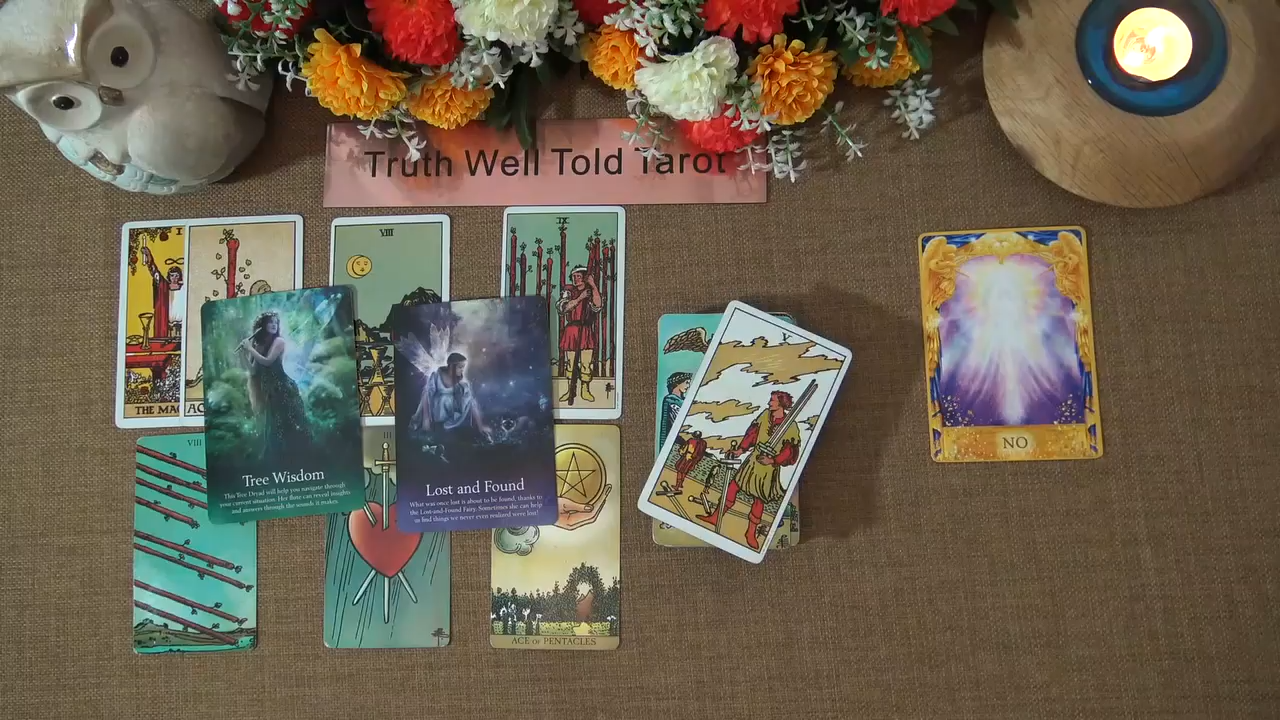 Truth Well Told Tarot
VIII
IX
THE MAG
AC
Tree Wisdom
This Tree Dryad will help you navigate through
your current situation. Her flute can reveal insights
and answers through the sounds it makes.
Lost and Found
What was once lost is about to be found, thanks to
the Lost-and-Found Fairy. Sometimes she can help
us find things we never even realized were lost!
V
NO
VIII
III
ACE OF PENTACLES